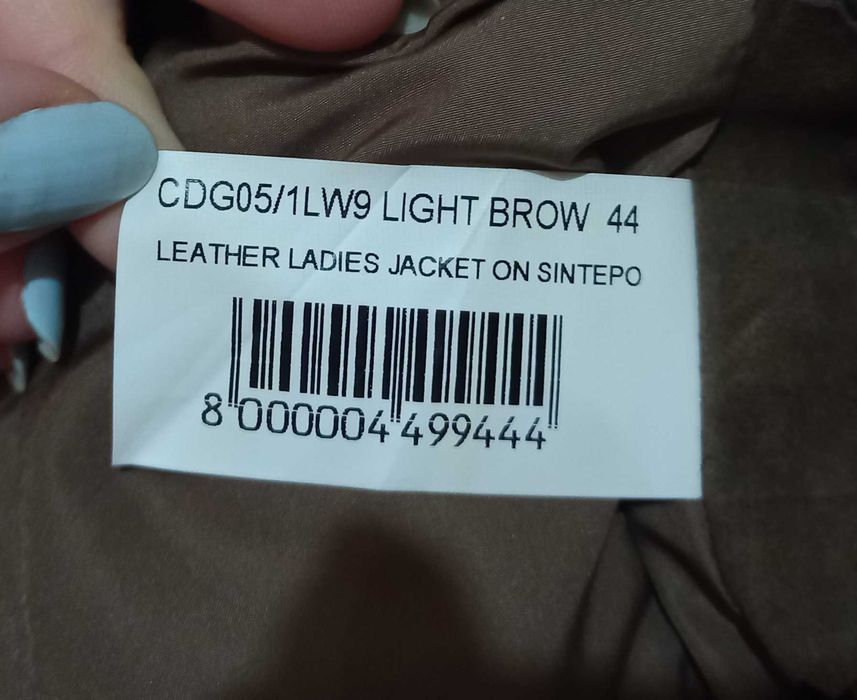 CDG05/1LW9 LIGHT BROW 44
LEATHER LADIES JACKET ON SINTEPO
8 000004 499444